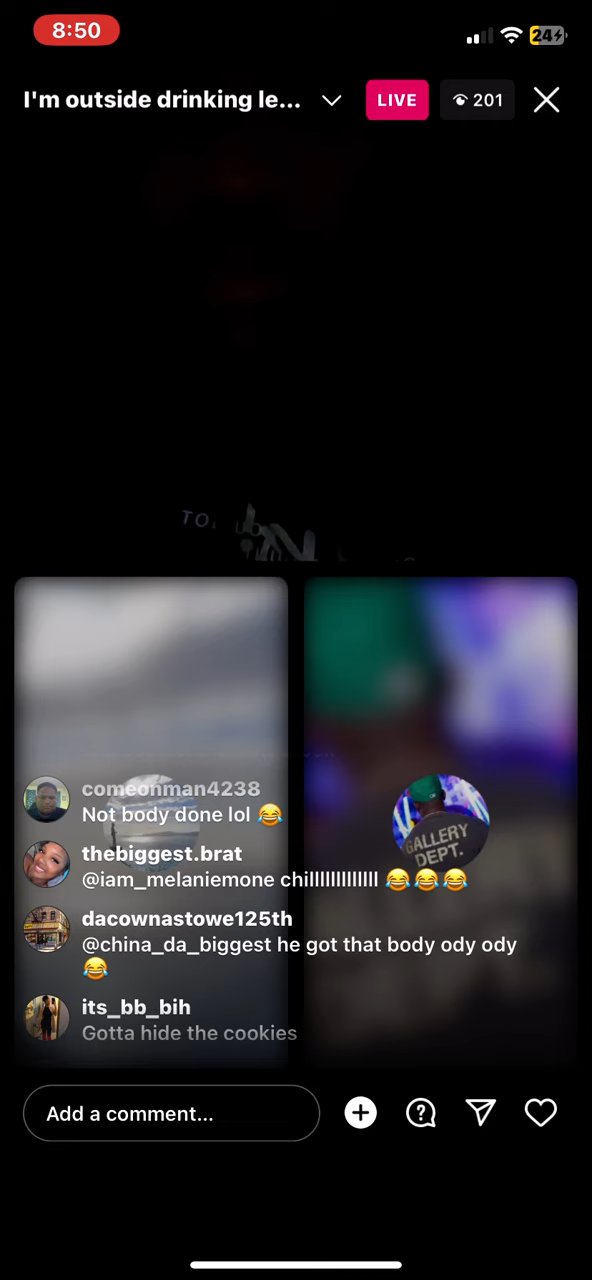 8:50
24
I'm outside drinking le...
LIVE
201
comeonman4238
Not body done lol 😂
GALLERY
DEPT.
thebiggest.brat
@iam_melaniemone chilllllllllllll 😂😂😂
dacownastowe125th
@china_da_biggest he got that body ody ody
😂
its_bb_bih
Gotta hide the cookies
Add a comment...